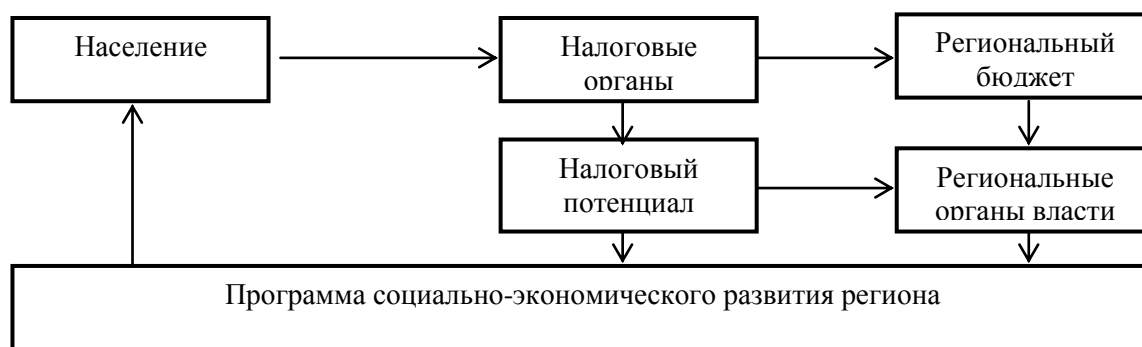 Население
Налоговые
органы
Региональный
бюджет
Налоговый
потенциал
Региональные
органы власти
Программа социально-экономического развития региона